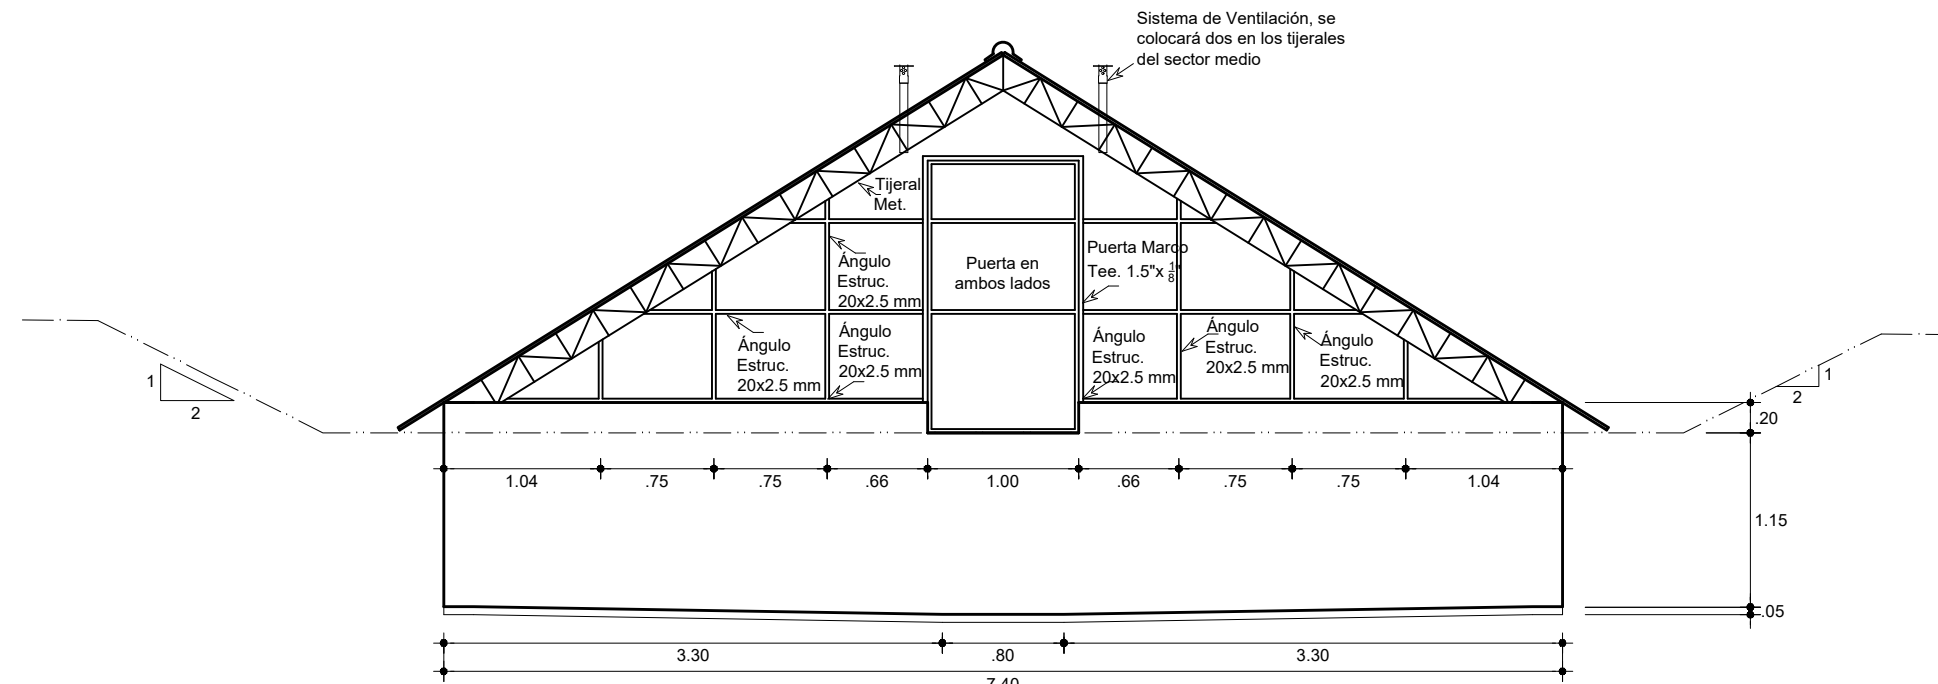 Sistema de Ventilación, se
colocará dos en los tijerales
del sector medio
Tijeral
Met.
Ángulo
Estruc.
20x2.5 mm
Puerta en
ambos lados
Puerta Marco
Tee. 1.5"x 1/8"
Ángulo
Estruc.
20x2.5 mm
Ángulo
Estruc.
20x2.5 mm
Ángulo
Estruc.
20x2.5 mm
Ángulo
Estruc.
20x2.5 mm
Ángulo
Estruc.
20x2.5 mm
1
2
1
2
.20
1.04
.75
.75
.66
1.00
.66
.75
.75
1.04
1.15
.05
3.30
.80
3.30
7.40